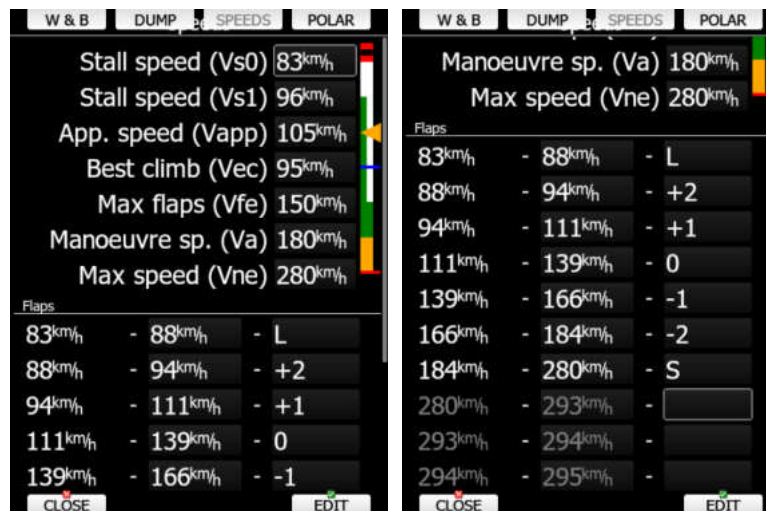 W & B DUMP SPEEDS POLAR
Stall speed (Vs0) 83km/h
Stall speed (Vs1) 96km/h
App. speed (Vapp) 105km/h
Best climb (Vec) 95km/h
Max flaps (Vfe) 150km/h
Manoeuvre sp. (Va) 180km/h
Max speed (Vne) 280km/h
Flaps
83km/h - 88km/h - L
88km/h - 94km/h - +2
94km/h - 111km/h - +1
111km/h - 139km/h - 0
139km/h - 166km/h - -1
CLOSE EDIT
W & B DUMP SPEEDS POLAR
Manoeuvre sp. (Va) 180km/h
Max speed (Vne) 280km/h
Flaps
83km/h - 88km/h - L
88km/h - 94km/h - +2
94km/h - 111km/h - +1
111km/h - 139km/h - 0
139km/h - 166km/h - -1
166km/h - 184km/h - -2
184km/h - 280km/h - S
280km/h - 293km/h -
293km/h - 294km/h -
294km/h - 295km/h -
CLOSE EDIT